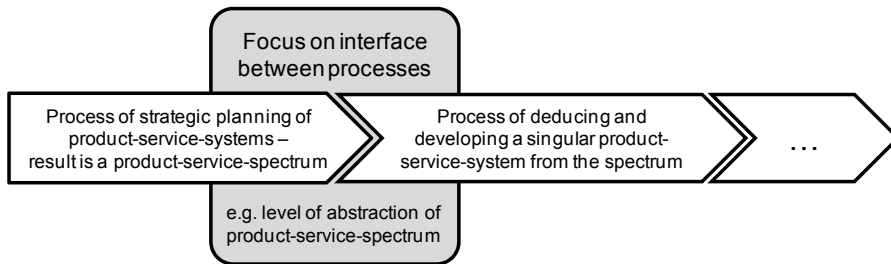 Focus on interface
between processes
Process of strategic planning of
product-service-systems –
result is a product-service-spectrum
Process of deducing and
developing a singular product-
service-system from the spectrum
...
e.g. level of abstraction of
product-service-spectrum